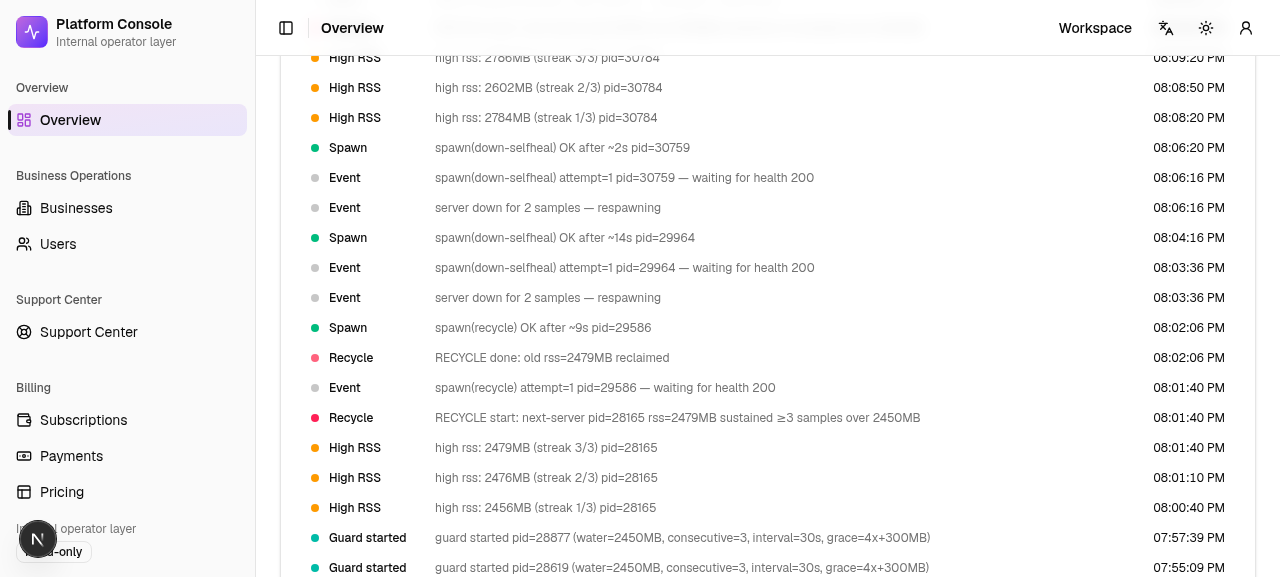 Platform Console
Internal operator layer
Overview
Overview
Business Operations
Businesses
Users
Support Center
Support Center
Billing
Subscriptions
Payments
Pricing
N
Overview
Workspace
High RSS high rss: 2786MB (streak 3/3) pid=30784 08:09:20 PM
High RSS high rss: 2602MB (streak 2/3) pid=30784 08:08:50 PM
High RSS high rss: 2784MB (streak 1/3) pid=30784 08:08:20 PM
Spawn spawn(down-selfheal) OK after ~2s pid=30759 08:06:20 PM
Event spawn(down-selfheal) attempt=1 pid=30759 — waiting for health 200 08:06:16 PM
Event server down for 2 samples — respawning 08:06:16 PM
Spawn spawn(down-selfheal) OK after ~14s pid=29964 08:04:16 PM
Event spawn(down-selfheal) attempt=1 pid=29964 — waiting for health 200 08:03:36 PM
Event server down for 2 samples — respawning 08:03:36 PM
Spawn spawn(recycle) OK after ~9s pid=29586 08:02:06 PM
Recycle RECYCLE done: old rss=2479MB reclaimed 08:02:06 PM
Event spawn(recycle) attempt=1 pid=29586 — waiting for health 200 08:01:40 PM
Recycle RECYCLE start: next-server pid=28165 rss=2479MB sustained ≥3 samples over 2450MB 08:01:40 PM
High RSS high rss: 2479MB (streak 3/3) pid=28165 08:01:40 PM
High RSS high rss: 2476MB (streak 2/3) pid=28165 08:01:10 PM
High RSS high rss: 2456MB (streak 1/3) pid=28165 08:00:40 PM
Guard started guard started pid=28877 (water=2450MB, consecutive=3, interval=30s, grace=4x+300MB) 07:57:39 PM
Guard started guard started pid=28619 (water=2450MB, consecutive=3, interval=30s, grace=4x+300MB) 07:55:09 PM
operator layer